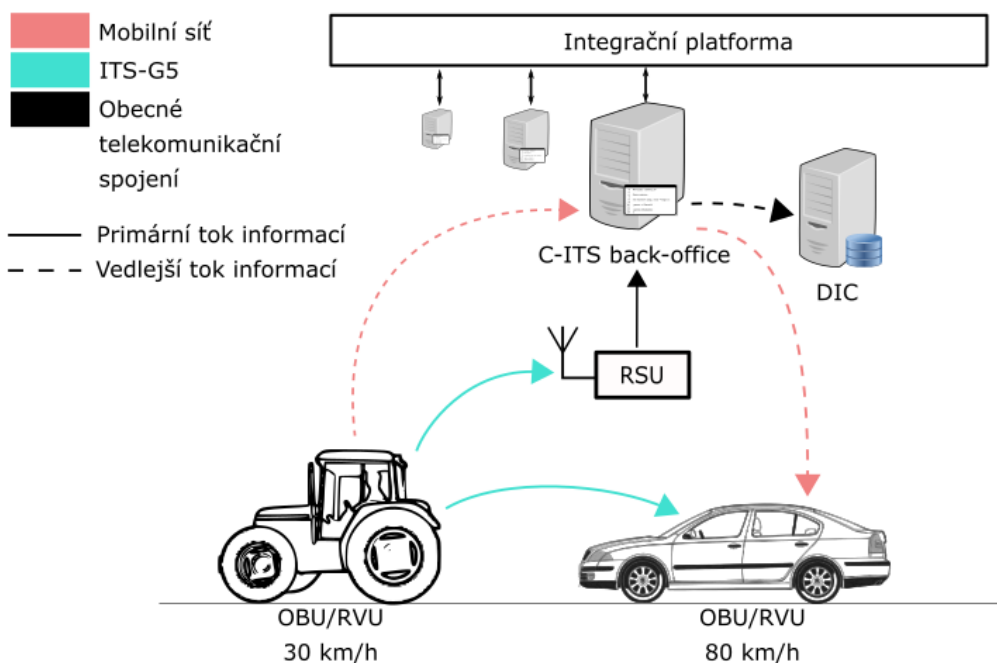 Mobilní síť
ITS-G5
Obecné
telekomunikační
spojení
Primární tok informací
Vedlejší tok informací
Integrační platforma
C-ITS back-office
DIC
RSU
OBU/RVU
30 km/h
OBU/RVU
80 km/h